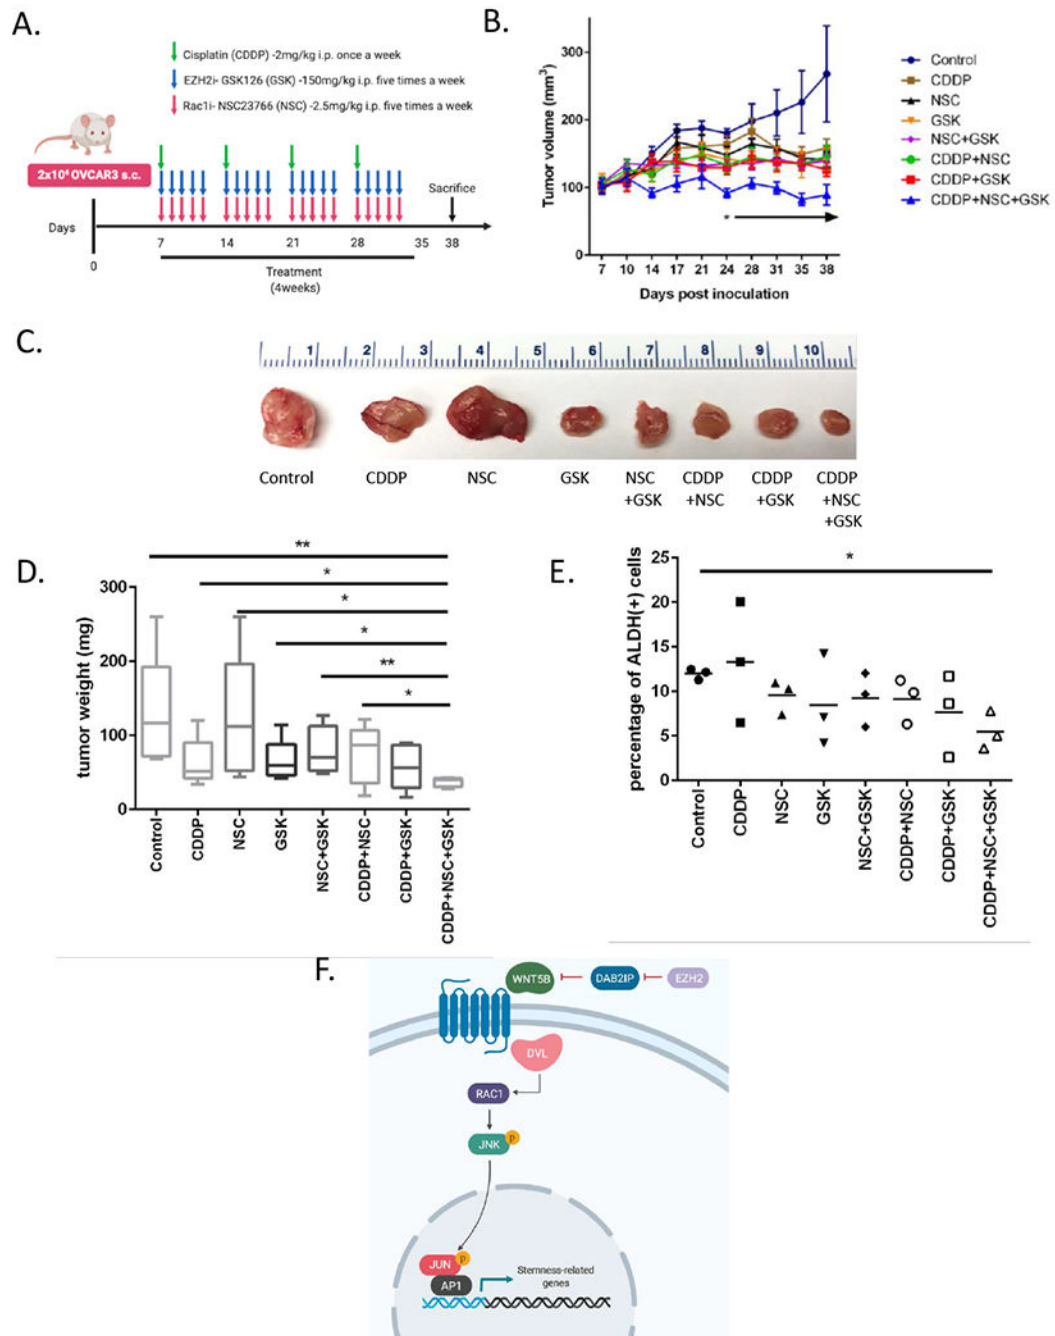 A.
Cisplatin (CDDP) -2mg/kg i.p. once a week
EZH2i- GSK126 (GSK) -150mg/kg i.p. five times a week
Rac1i- NSC23766 (NSC) -2.5mg/kg i.p. five times a week
2x10⁶ OVCAR3 s.c.
Sacrifice
Days
0
7
14
21
28
35
38
Treatment
(4weeks)
B.
Tumor volume (mm³)
300
200
100
0
7 10 14 17 21 24 28 31 35 38
Days post inoculation
*
Control
CDDP
NSC
GSK
NSC+GSK
CDDP+NSC
CDDP+GSK
CDDP+NSC+GSK
C.
1 2 3 4 5 6 7 8 9 10
Control
CDDP
NSC
GSK
NSC
+GSK
CDDP
+NSC
CDDP
+GSK
CDDP
+NSC
+GSK
D.
tumor weight (mg)
300
200
100
0
**
*
*
*
**
*
Control
CDDP
NSC
GSK
NSC+GSK
CDDP+NSC
CDDP+GSK
CDDP+NSC+GSK
E.
percentage of ALDH(+) cells
25
20
15
10
5
0
*
Control
CDDP
NSC
GSK
NSC+GSK
CDDP+NSC
CDDP+GSK
CDDP+NSC+GSK
F.
WNT5B
DAB2IP
EZH2
DVL
RAC1
JNK
p
JUN
p
AP1
Stemness-related
genes